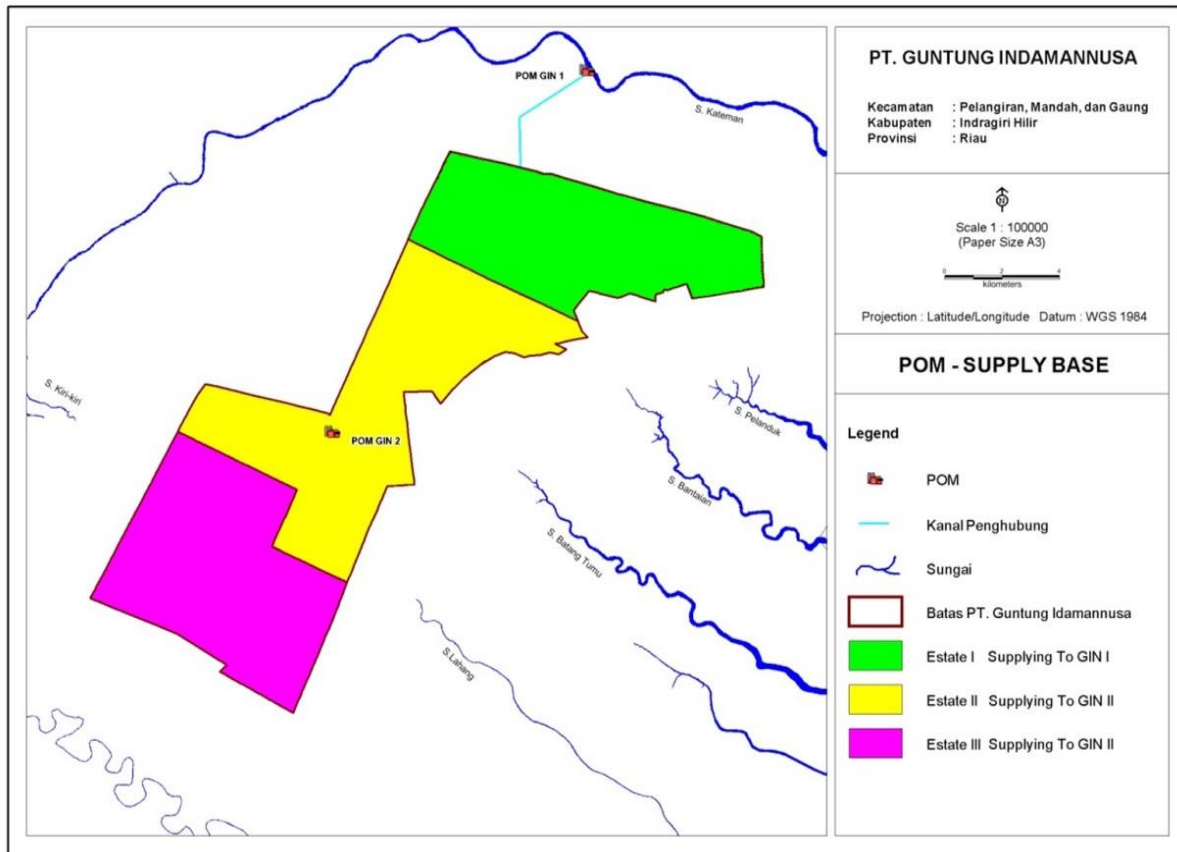 POM GIN 1
S. Kateman
S. Kiri-kiri
POM GIN 2
S. Pelanduk
S. Bantaian
S. Batang Tumu
S.Lahang
PT. GUNTUNG INDAMANNUSA
Kecamatan : Pelangiran, Mandah, dan Gaung
Kabupaten : Indragiri Hilir
Provinsi : Riau
N
Scale 1 : 100000
(Paper Size A3)
0 2 4
kilometers
Projection : Latitude/Longitude Datum : WGS 1984
POM - SUPPLY BASE
Legend
POM
Kanal Penghubung
Sungai
Batas PT. Guntung Idamannusa
Estate I Supplying To GIN I
Estate II Supplying To GIN II
Estate III Supplying To GIN II